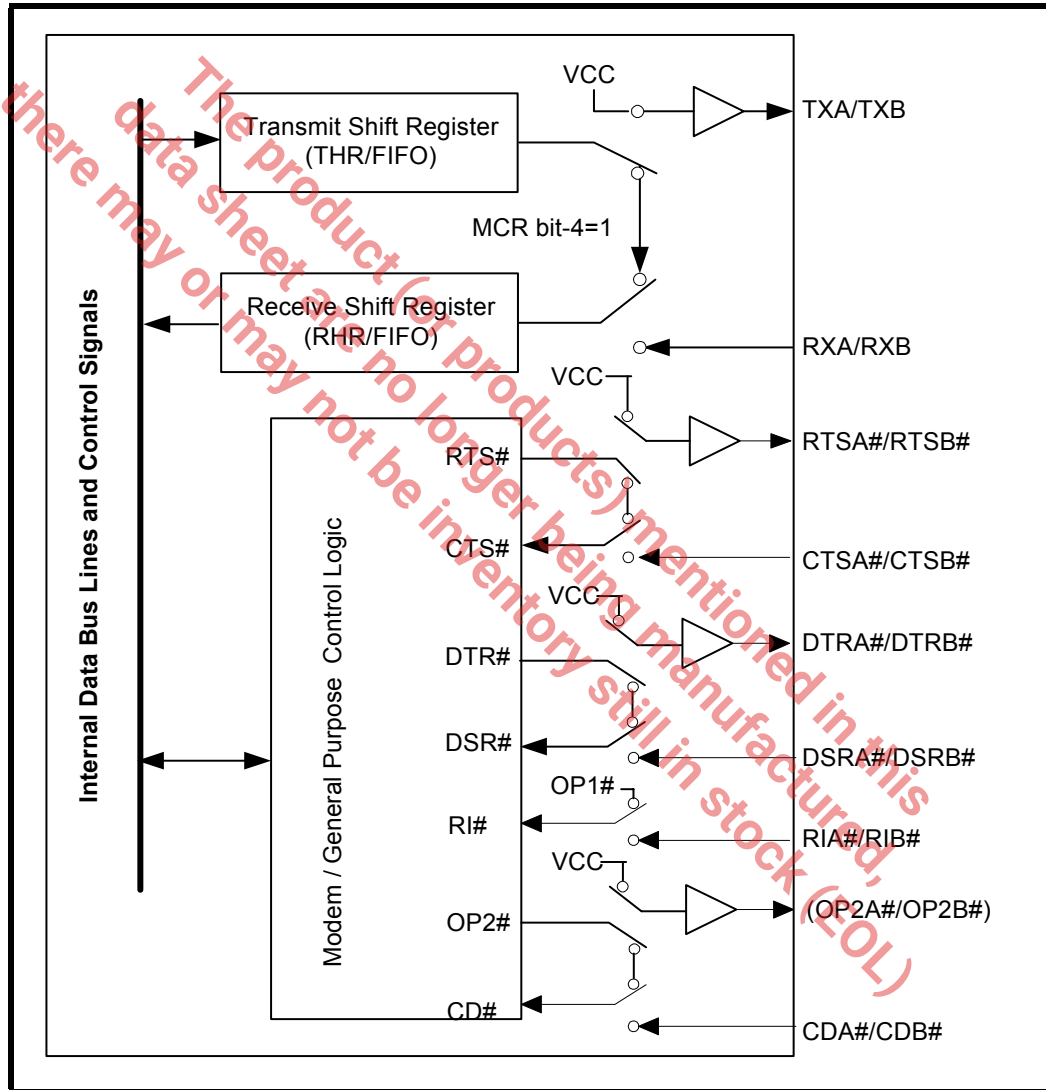 VCC
TXA/TXB
Transmit Shift Register
(THR/FIFO)
MCR bit-4=1
Receive Shift Register
(RHR/FIFO)
RXA/RXB
VCC
RTSA#/RTSB#
RTS#
CTS#
CTSA#/CTSB#
VCC
DTRA#/DTRB#
DTR#
DSR#
DSRA#/DSRB#
OP1#
RI#
RIA#/RIB#
VCC
(OP2A#/OP2B#)
OP2#
CD#
CDA#/CDB#
Internal Data Bus Lines and Control Signals
Modem / General Purpose Control Logic
The product (or products) mentioned in this
data sheet are no longer being manufactured,
there may or may not be inventory still in stock (EOL)